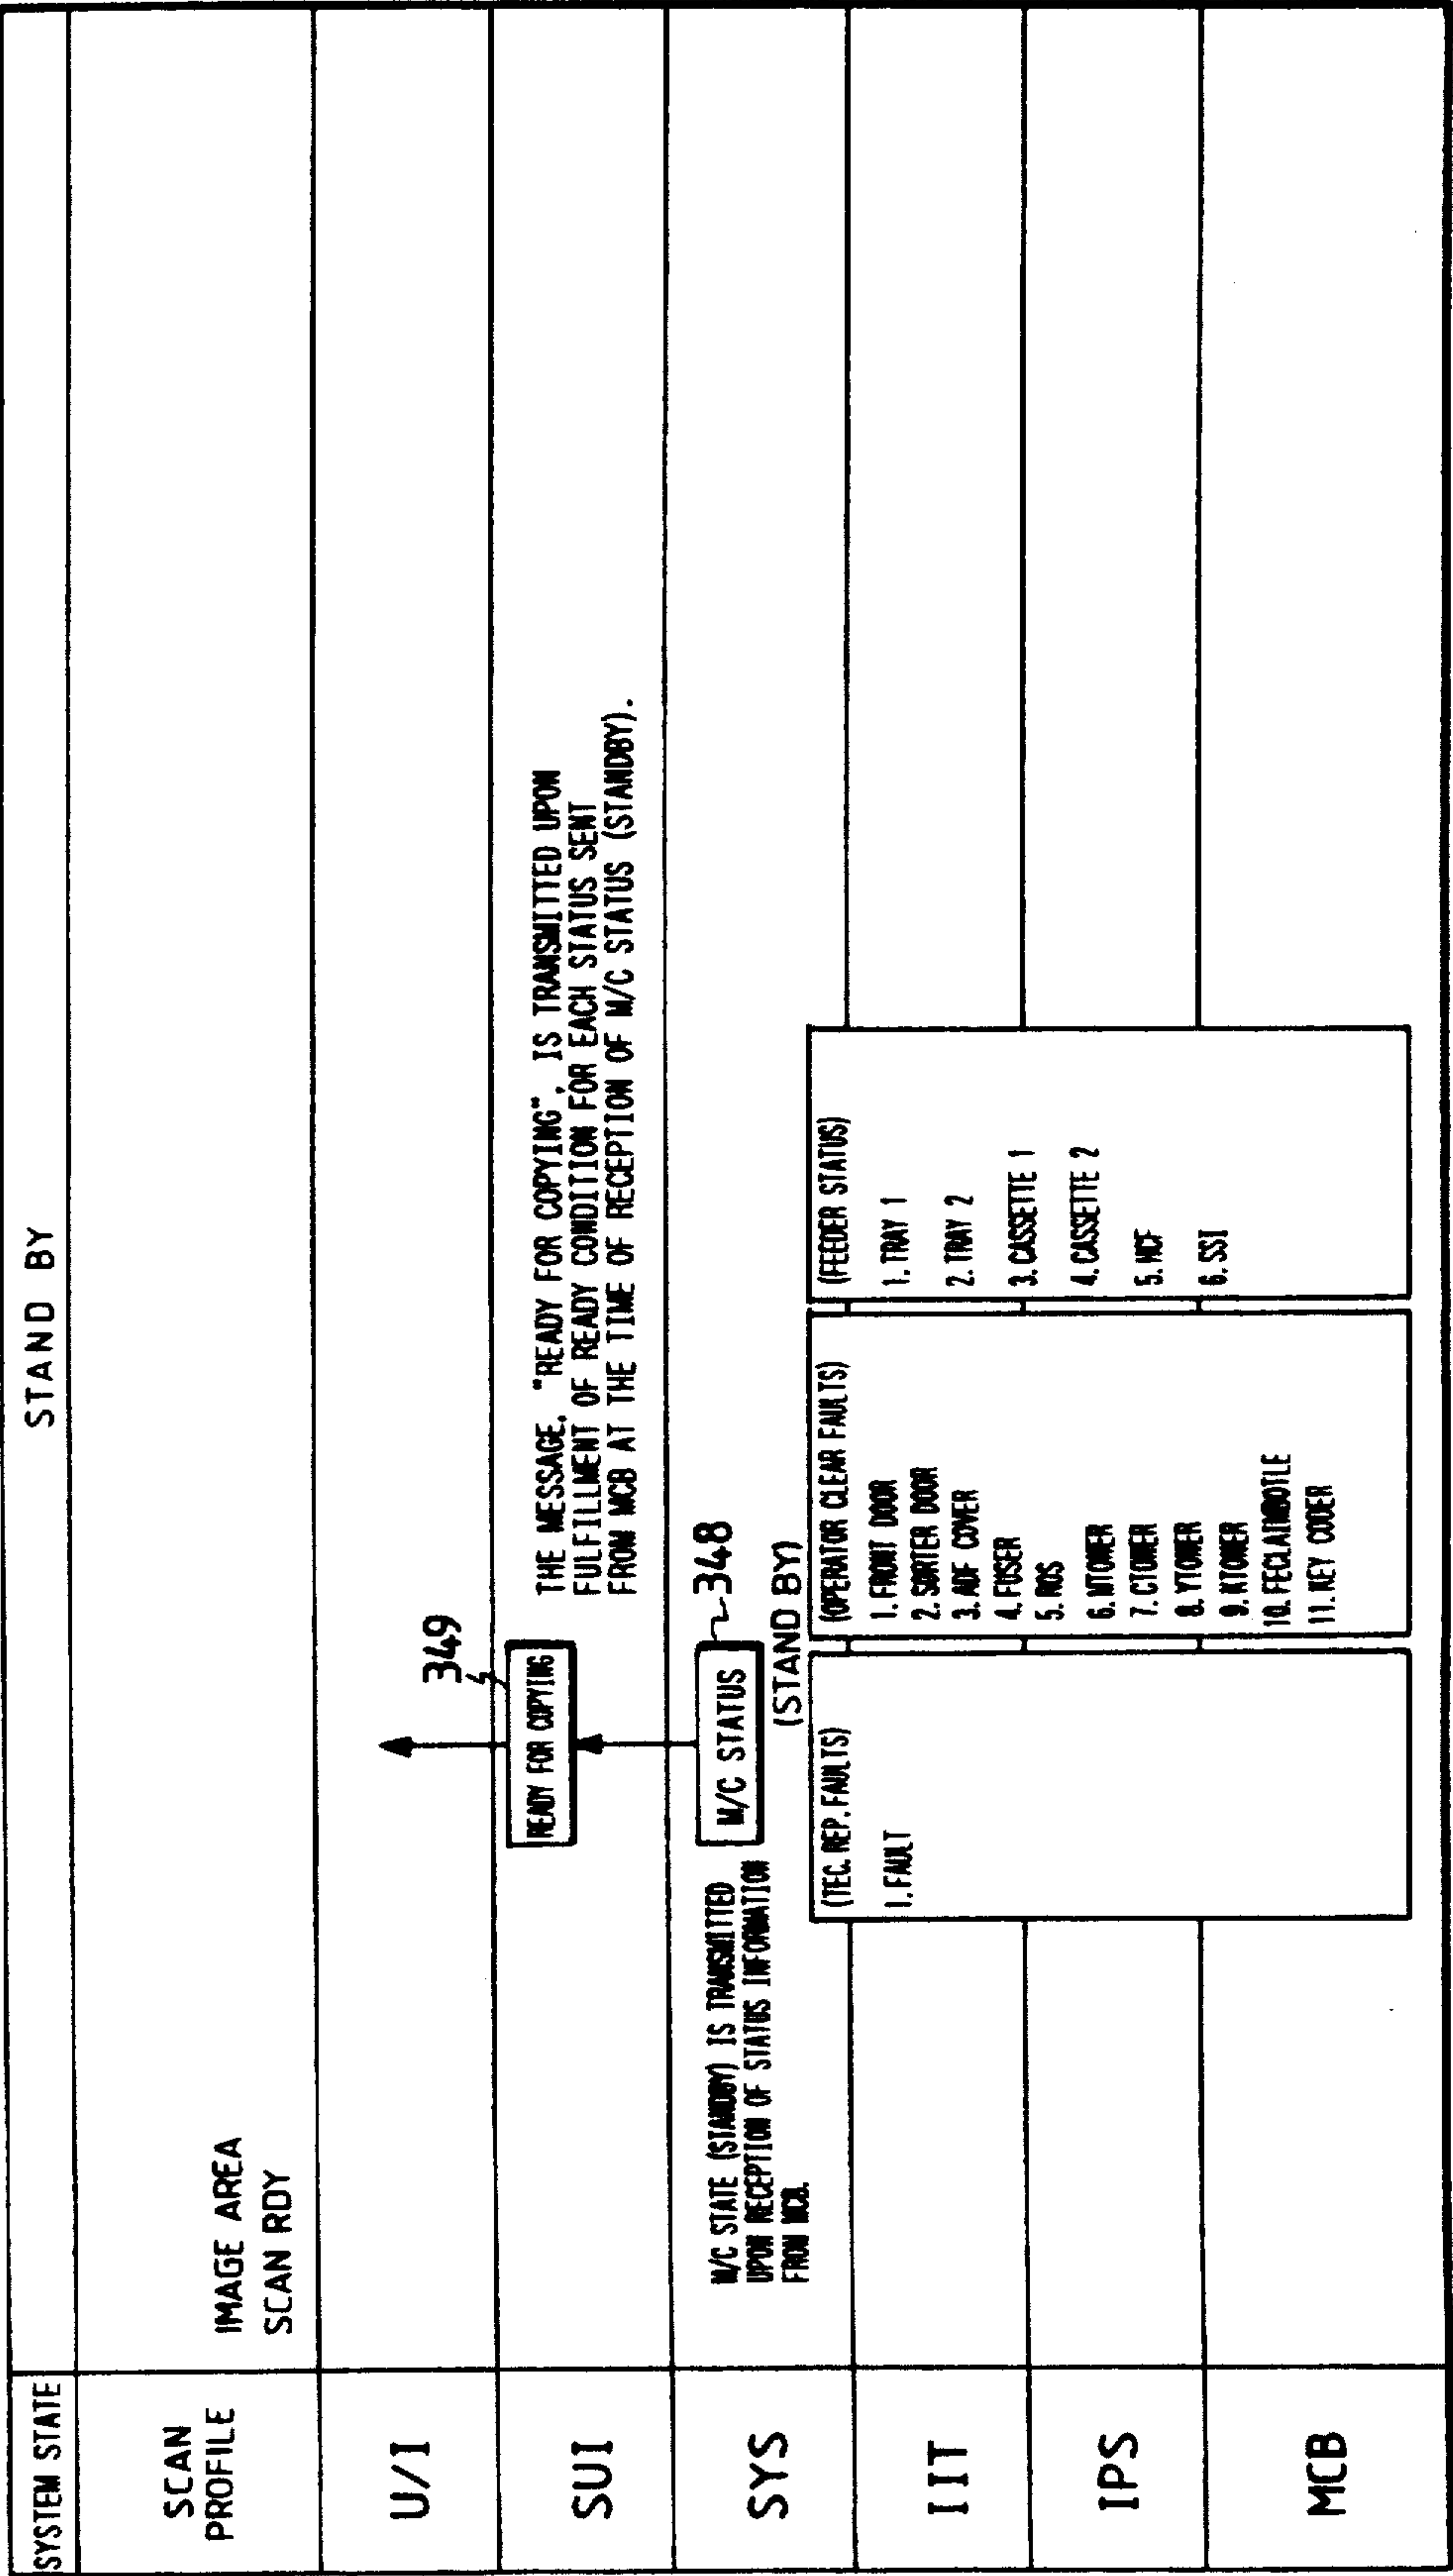 SYSTEM STATE
STAND BY
SCAN
PROFILE
IMAGE AREA
SCAN RDY
U/I
349
SUI
READY FOR COPYING
THE MESSAGE, "READY FOR COPYING", IS TRANSMITTED UPON
FULFILLMENT OF READY CONDITION FOR EACH STATUS SENT
FROM MCB AT THE TIME OF RECEPTION OF M/C STATUS (STANDBY).
SYS
M/C STATE (STANDBY) IS TRANSMITTED
UPON RECEPTION OF STATUS INFORMATION
FROM MCB.
M/C STATUS
348
(STAND BY)
IIT
IPS
MCB
(TEC. REP. FAULTS)
1. FAULT
(OPERATOR CLEAR FAULTS)
1. FRONT DOOR
2. SORTER DOOR
3. ADF COVER
4. FUSER
5. ROS
6. MTONER
7. CTONER
8. YTONER
9. KTONER
10. FECLAIMBOTLE
11. KEY CODER
(FEEDER STATUS)
1. TRAY 1
2. TRAY 2
3. CASSETTE 1
4. CASSETTE 2
5. HCF
6. SSI